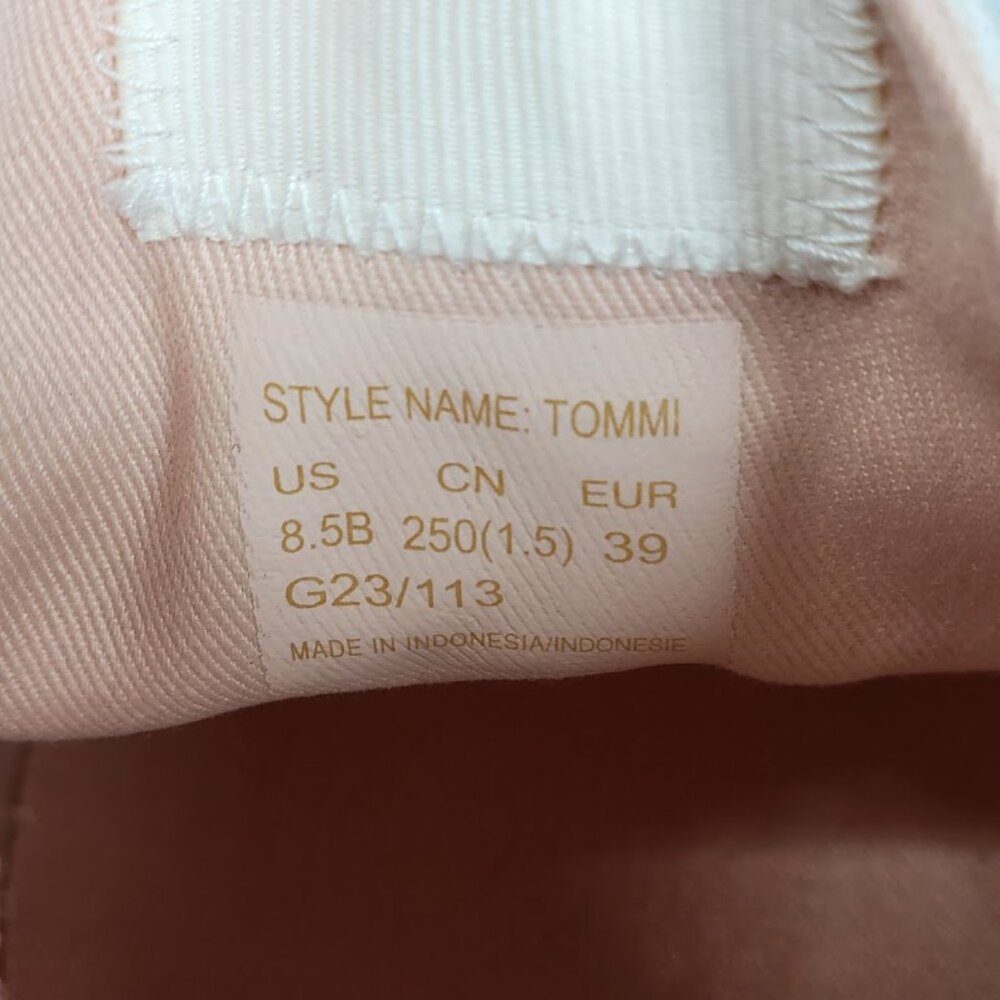 STYLE NAME: TOMMI
US CN EUR
8.5B 250(1.5) 39
G23/113
MADE IN INDONESIA/INDONESIE